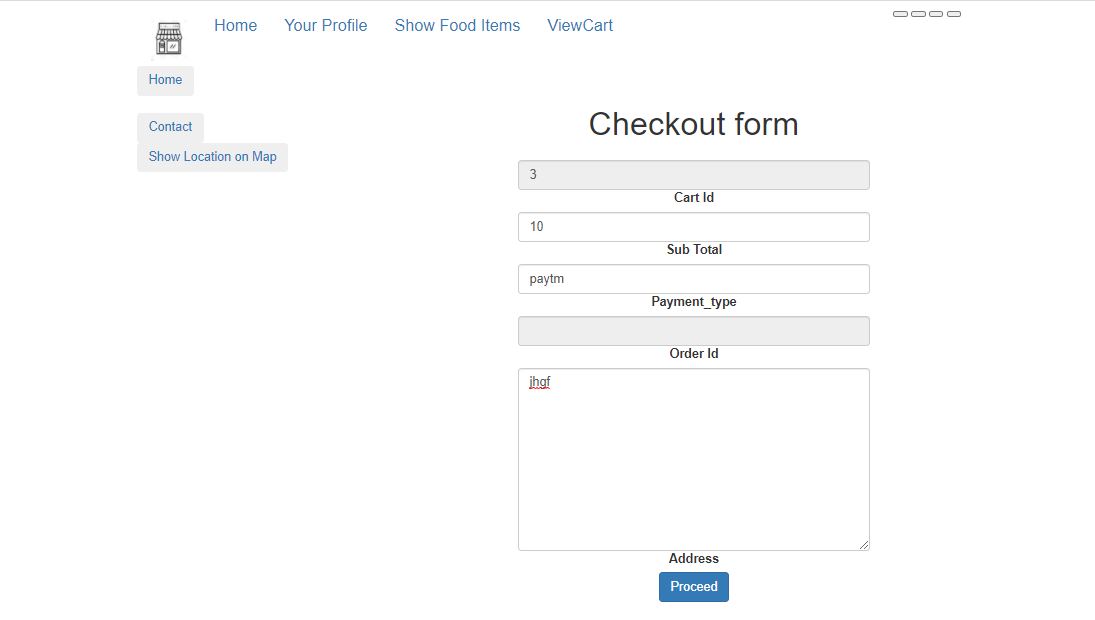 Home Your Profile Show Food Items ViewCart
Home
Contact
Show Location on Map
Checkout form
3
Cart Id
10
Sub Total
paytm
Payment_type
Order Id
jhgf
Address
Proceed